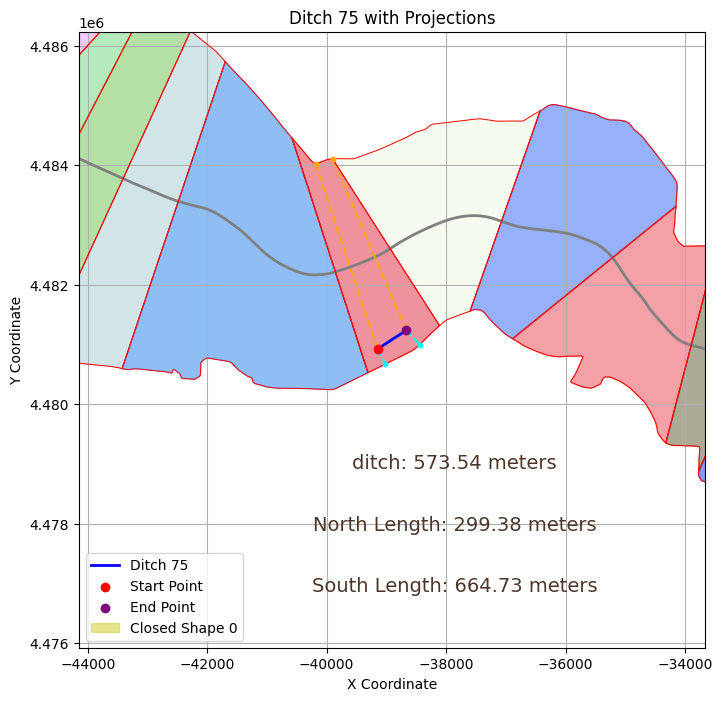 Ditch 75 with Projections
1e6
4.486
4.484
4.482
4.480
4.478
4.476
Y Coordinate
ditch: 573.54 meters
North Length: 299.38 meters
South Length: 664.73 meters
Ditch 75
Start Point
End Point
Closed Shape 0
−44000 −42000 −40000 −38000 −36000 −34000
X Coordinate